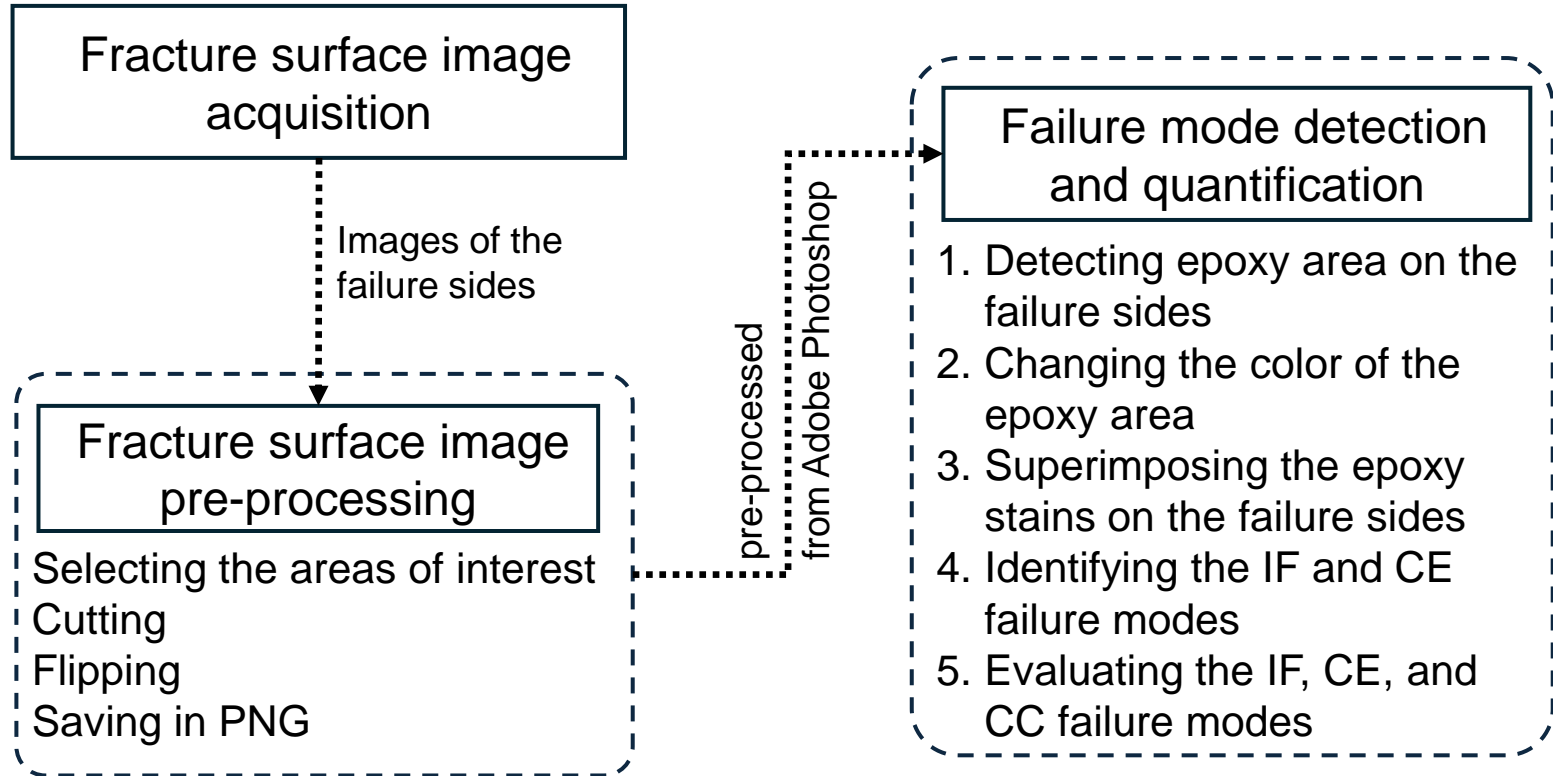 Fracture surface image
acquisition
Images of the
failure sides
Fracture surface image
pre-processing
Selecting the areas of interest
Cutting
Flipping
Saving in PNG
pre-processed
from Adobe Photoshop
Failure mode detection
and quantification
1. Detecting epoxy area on the
failure sides
2. Changing the color of the
epoxy area
3. Superimposing the epoxy
stains on the failure sides
4. Identifying the IF and CE
failure modes
5. Evaluating the IF, CE, and
CC failure modes